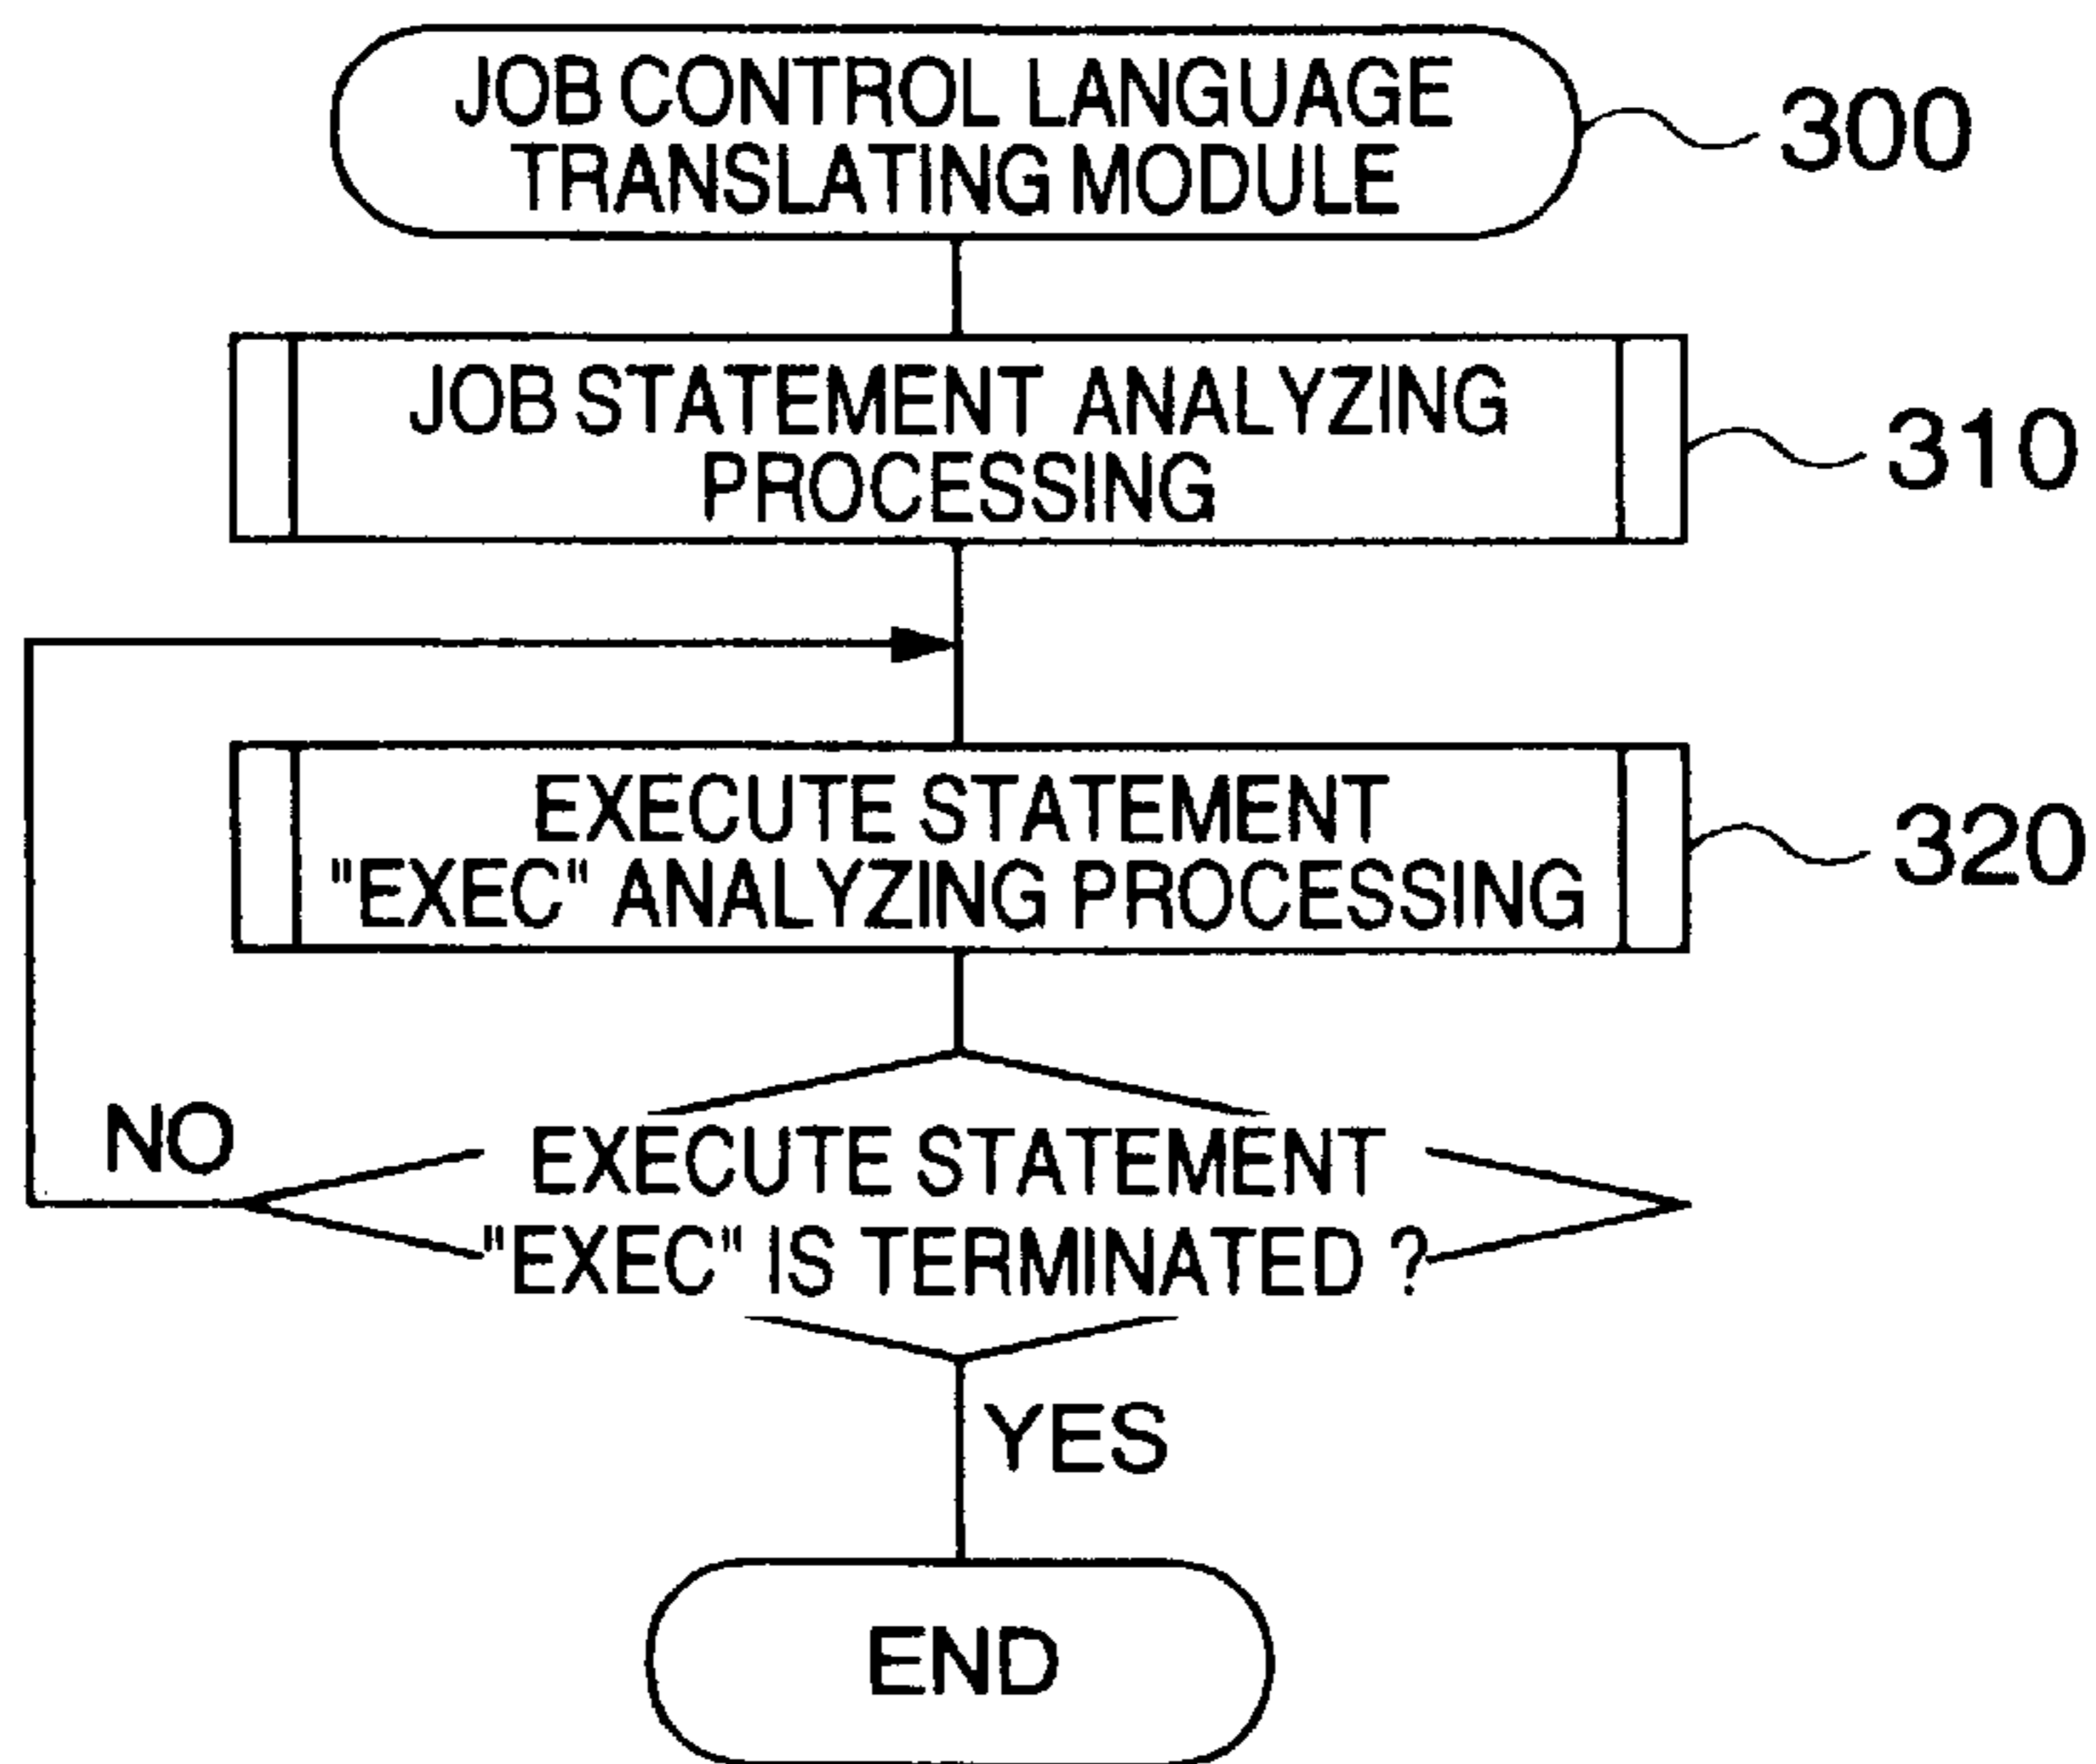 JOB CONTROL LANGUAGE
TRANSLATING MODULE
300
JOB STATEMENT ANALYZING
PROCESSING
310
EXECUTE STATEMENT
"EXEC" ANALYZING PROCESSING
320
NO
EXECUTE STATEMENT
"EXEC" IS TERMINATED ?
YES
END